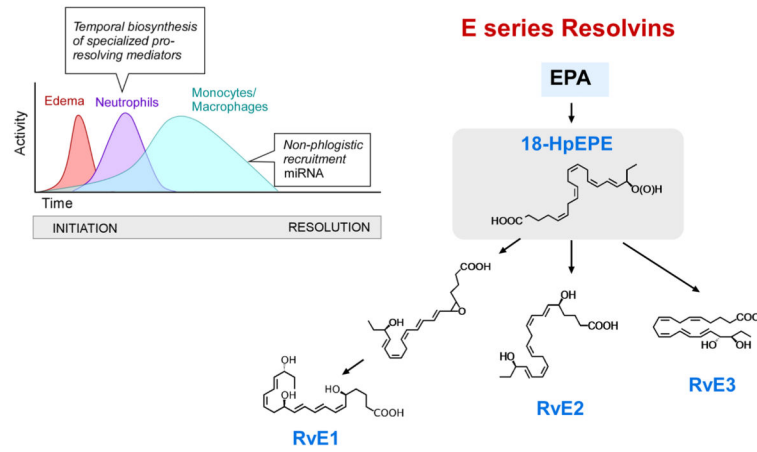 Temporal biosynthesis
of specialized pro-
resolving mediators
Edema
Neutrophils
Monocytes/
Macrophages
Activity
Non-phlogistic
recruitment
miRNA
Time
INITIATION
RESOLUTION
E series Resolvins
EPA
18-HpEPE
O(O)H
HOOC
COOH
O
OH
OH
COOH
HO
COO
HO
OH
OH
OH
HO
COOH
RvE1
RvE2
RvE3